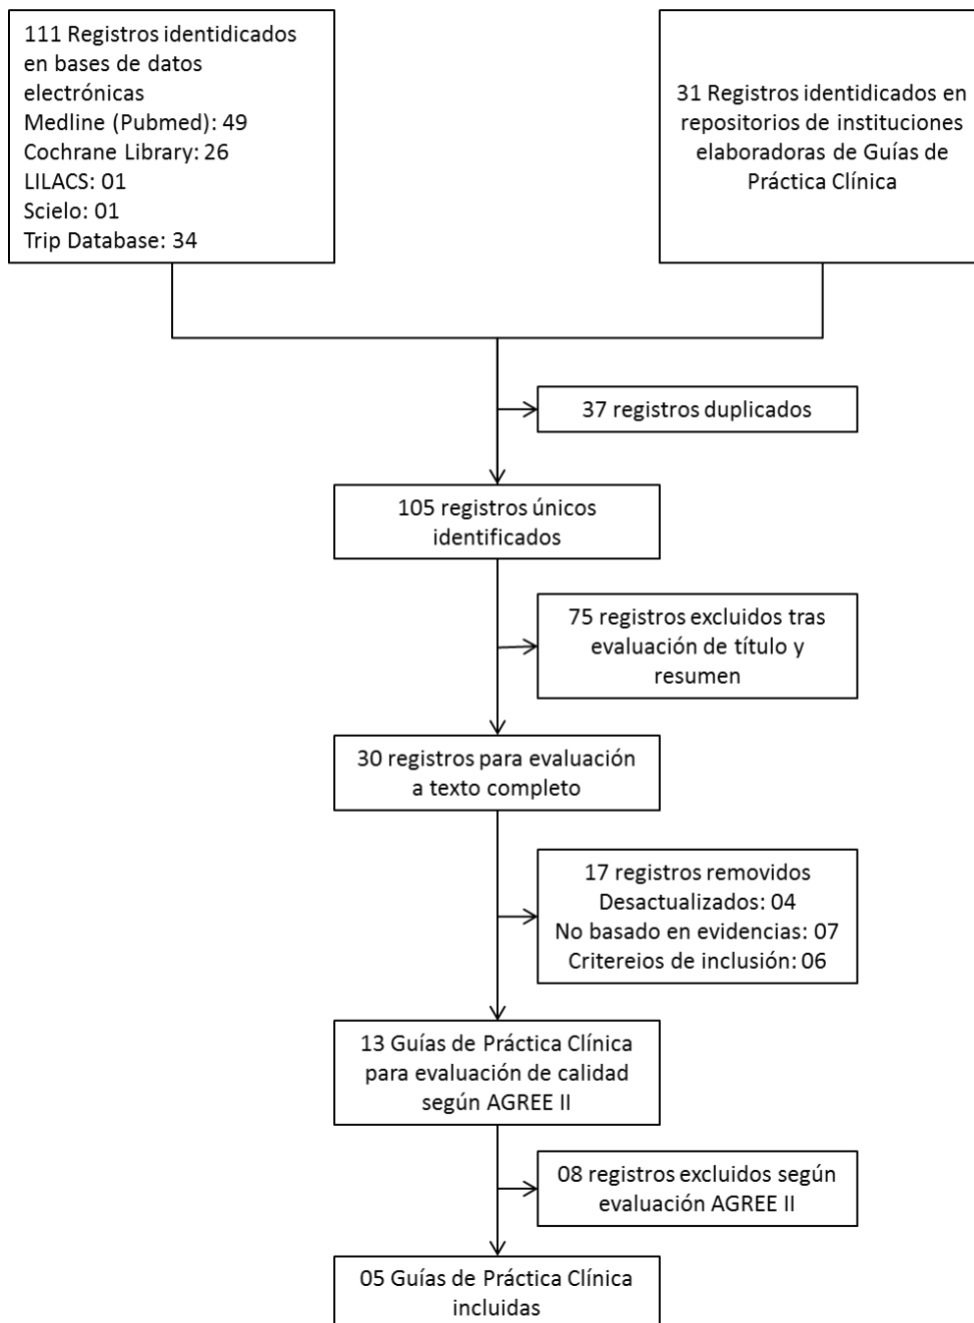 111 Registros identidicados
en bases de datos
electrónicas
Medline (Pubmed): 49
Cochrane Library: 26
LILACS: 01
Scielo: 01
Trip Database: 34
31 Registros identidicados en
repositorios de instituciones
elaboradoras de Guías de
Práctica Clínica
37 registros duplicados
105 registros únicos
identificados
75 registros excluidos tras
evaluación de título y
resumen
30 registros para evaluación
a texto completo
17 registros removidos
Desactualizados: 04
No basado en evidencias: 07
Critereios de inclusión: 06
13 Guías de Práctica Clínica
para evaluación de calidad
según AGREE II
08 registros excluidos según
evaluación AGREE II
05 Guías de Práctica Clínica
incluidas